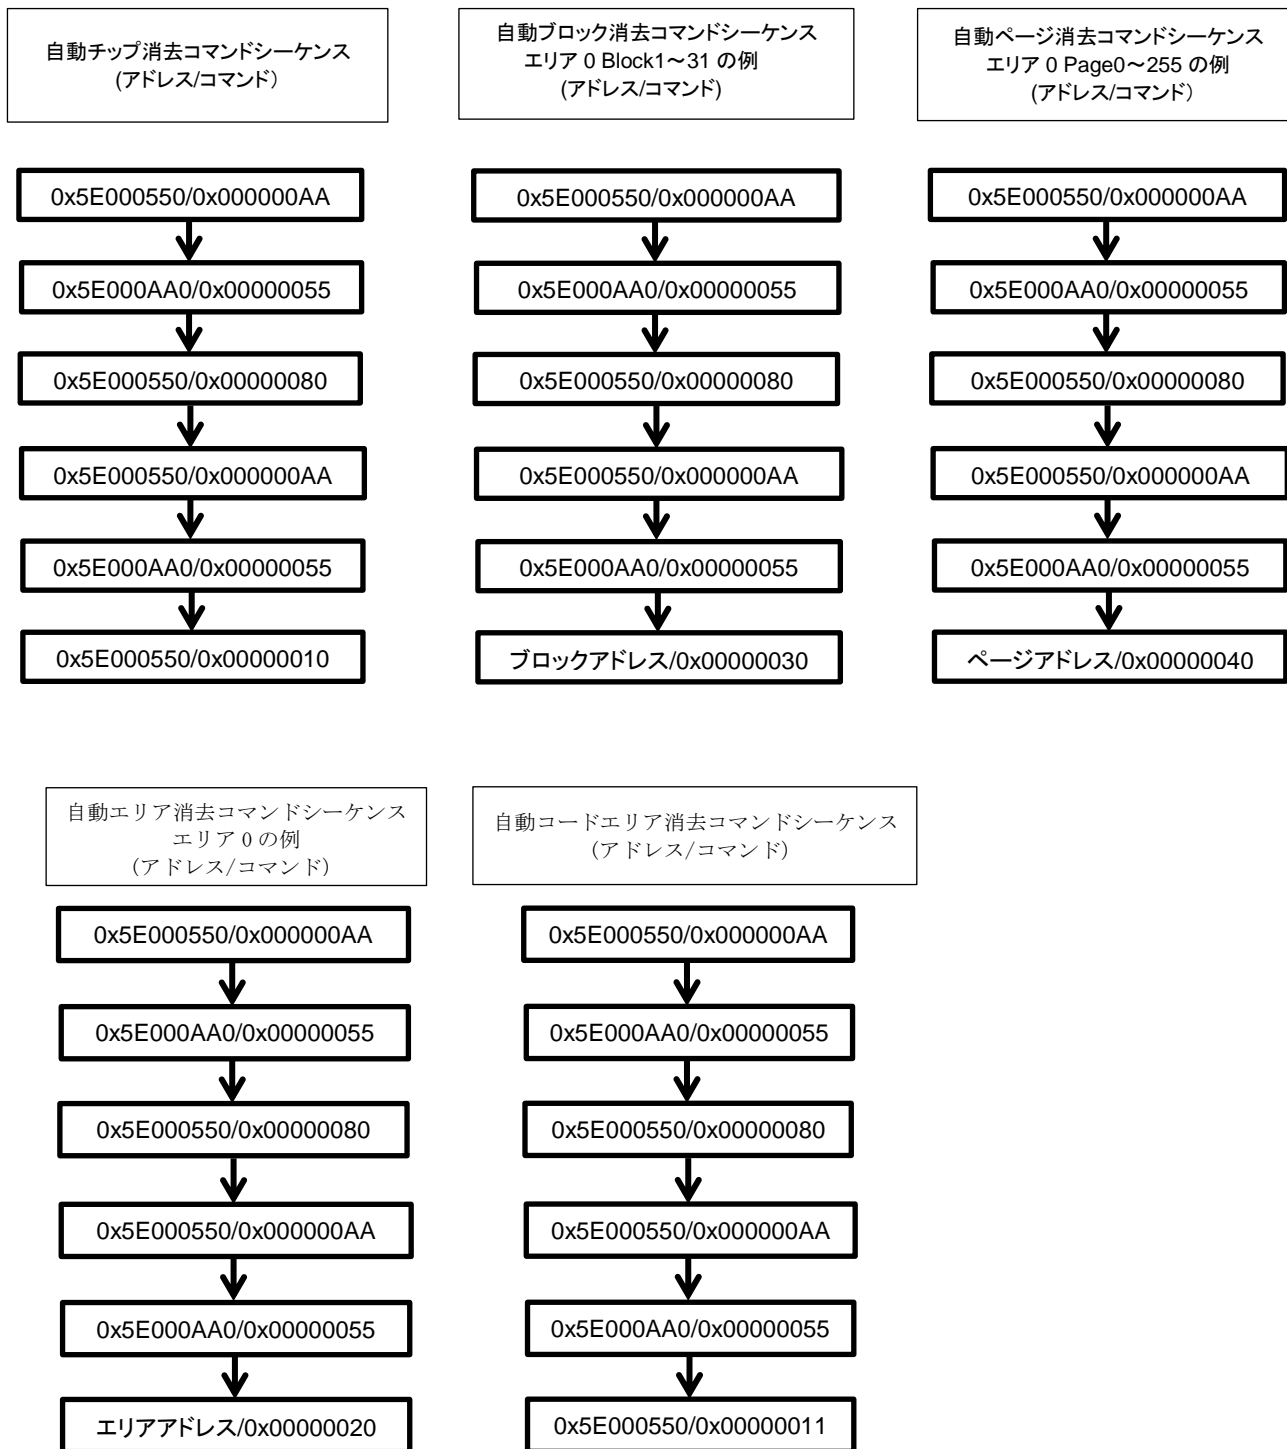 自動チップ消去コマンドシーケンス
(アドレス/コマンド)
0x5E000550/0x000000AA
0x5E000AA0/0x00000055
0x5E000550/0x00000080
0x5E000550/0x000000AA
0x5E000AA0/0x00000055
0x5E000550/0x00000010
自動ブロック消去コマンドシーケンス
エリア 0 Block1～31 の例
(アドレス/コマンド)
0x5E000550/0x000000AA
0x5E000AA0/0x00000055
0x5E000550/0x00000080
0x5E000550/0x000000AA
0x5E000AA0/0x00000055
ブロックアドレス/0x00000030
自動ページ消去コマンドシーケンス
エリア 0 Page0～255 の例
(アドレス/コマンド)
0x5E000550/0x000000AA
0x5E000AA0/0x00000055
0x5E000550/0x00000080
0x5E000550/0x000000AA
0x5E000AA0/0x00000055
ページアドレス/0x00000040
自動エリア消去コマンドシーケンス
エリア 0 の例
(アドレス/コマンド)
0x5E000550/0x000000AA
0x5E000AA0/0x00000055
0x5E000550/0x00000080
0x5E000550/0x000000AA
0x5E000AA0/0x00000055
エリアアドレス/0x00000020
自動コードエリア消去コマンドシーケンス
(アドレス/コマンド)
0x5E000550/0x000000AA
0x5E000AA0/0x00000055
0x5E000550/0x00000080
0x5E000550/0x000000AA
0x5E000AA0/0x00000055
0x5E000550/0x00000011